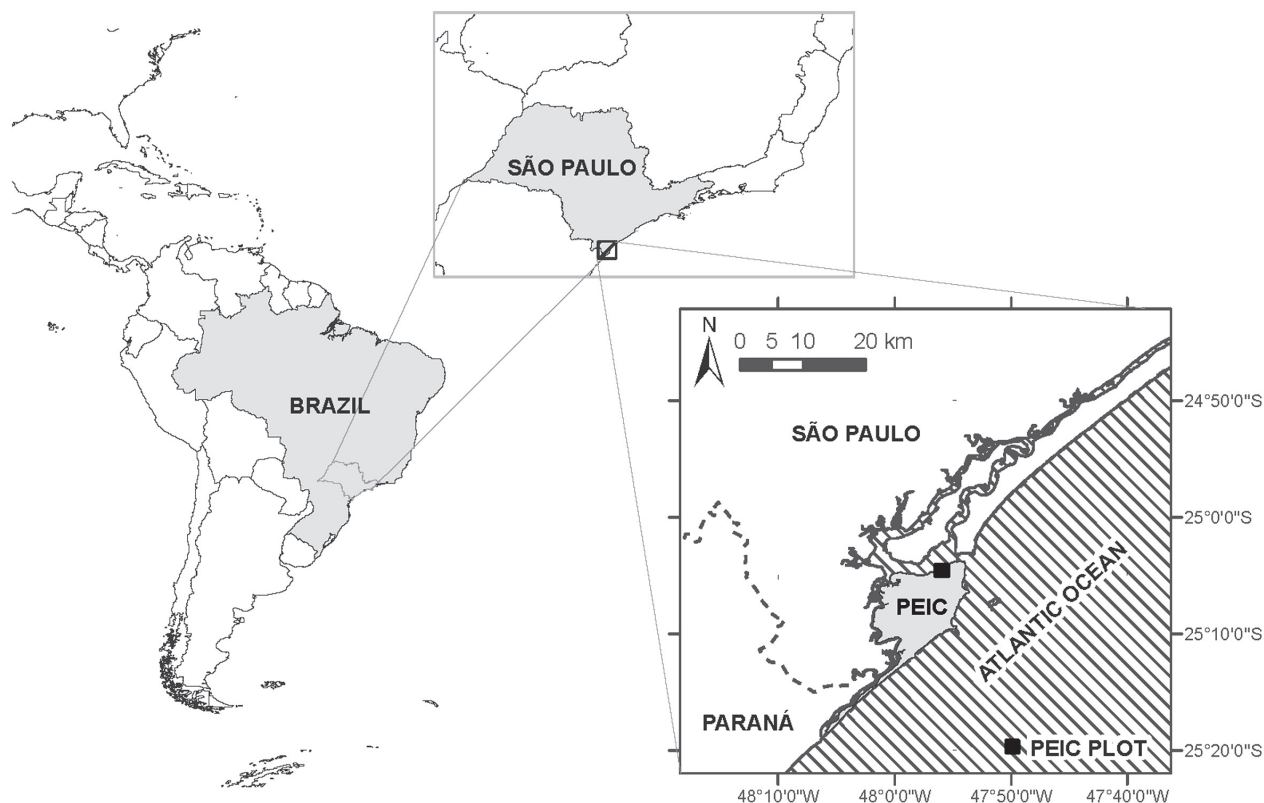 SÃO PAULO
BRAZIL
N
0 5 10 20 km
SÃO PAULO
PEIC
ATLANTIC OCEAN
PARANÁ
PEIC PLOT
24°50'0"S
25°0'0"S
25°10'0"S
25°20'0"S
48°10'0"W 48°0'0"W 47°50'0"W 47°40'0"W